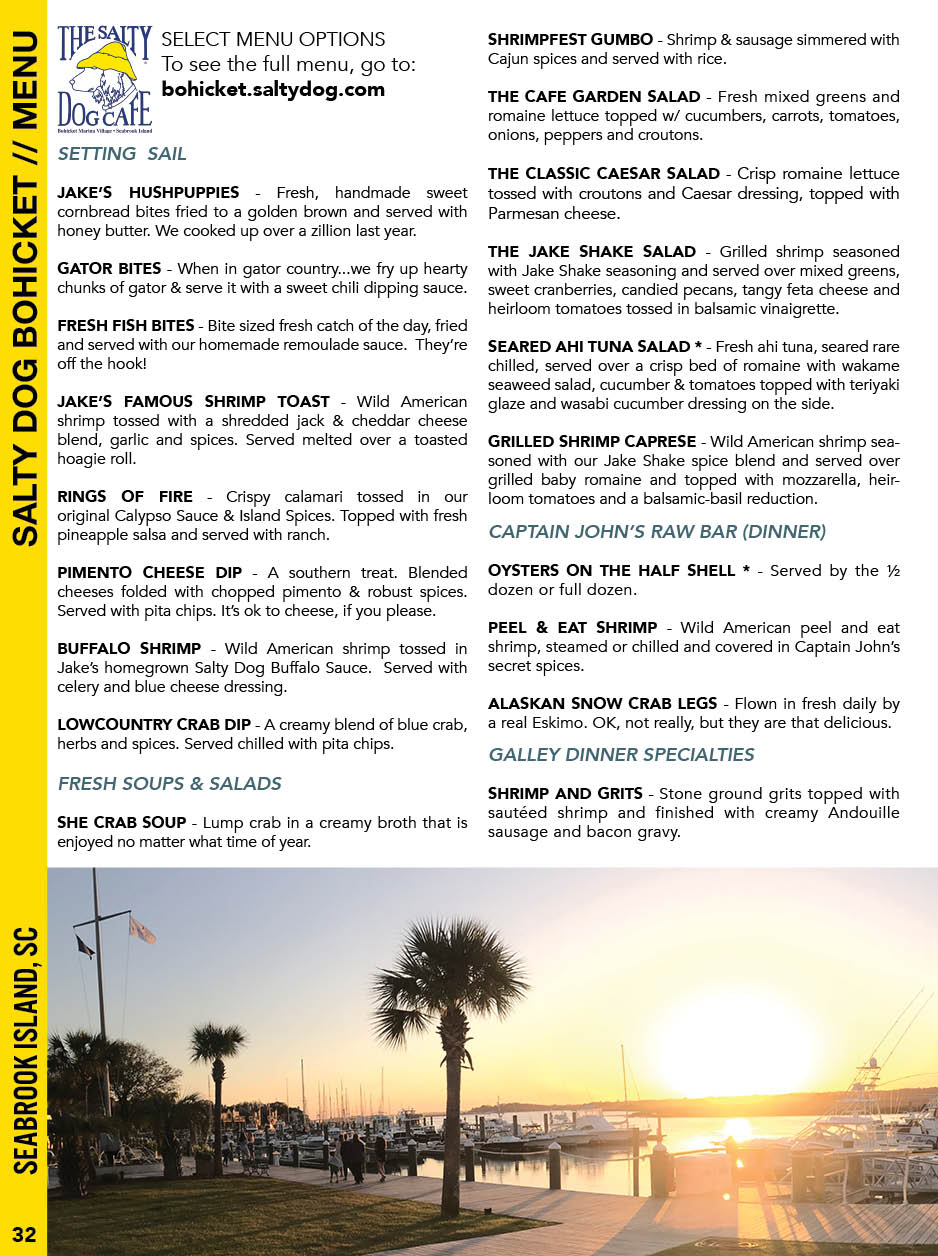 SALTY DOG BOHICKET // MENU
SEABROOK ISLAND, SC
32
THE SALTY
DOG CAFE
Bohicket Marina Village • Seabrook Island
SELECT MENU OPTIONS
To see the full menu, go to:
bohicket.saltydog.com
SETTING SAIL
JAKE’S HUSHPUPPIES - Fresh, handmade sweet
cornbread bites fried to a golden brown and served with
honey butter. We cooked up over a zillion last year.
GATOR BITES - When in gator country...we fry up hearty
chunks of gator & serve it with a sweet chili dipping sauce.
FRESH FISH BITES - Bite sized fresh catch of the day, fried
and served with our homemade remoulade sauce. They’re
off the hook!
JAKE’S FAMOUS SHRIMP TOAST - Wild American
shrimp tossed with a shredded jack & cheddar cheese
blend, garlic and spices. Served melted over a toasted
hoagie roll.
RINGS OF FIRE - Crispy calamari tossed in our
original Calypso Sauce & Island Spices. Topped with fresh
pineapple salsa and served with ranch.
PIMENTO CHEESE DIP - A southern treat. Blended
cheeses folded with chopped pimento & robust spices.
Served with pita chips. It’s ok to cheese, if you please.
BUFFALO SHRIMP - Wild American shrimp tossed in
Jake’s homegrown Salty Dog Buffalo Sauce. Served with
celery and blue cheese dressing.
LOWCOUNTRY CRAB DIP - A creamy blend of blue crab,
herbs and spices. Served chilled with pita chips.
FRESH SOUPS & SALADS
SHE CRAB SOUP - Lump crab in a creamy broth that is
enjoyed no matter what time of year.
SHRIMPFEST GUMBO - Shrimp & sausage simmered with
Cajun spices and served with rice.
THE CAFE GARDEN SALAD - Fresh mixed greens and
romaine lettuce topped w/ cucumbers, carrots, tomatoes,
onions, peppers and croutons.
THE CLASSIC CAESAR SALAD - Crisp romaine lettuce
tossed with croutons and Caesar dressing, topped with
Parmesan cheese.
THE JAKE SHAKE SALAD - Grilled shrimp seasoned
with Jake Shake seasoning and served over mixed greens,
sweet cranberries, candied pecans, tangy feta cheese and
heirloom tomatoes tossed in balsamic vinaigrette.
SEARED AHI TUNA SALAD * - Fresh ahi tuna, seared rare
chilled, served over a crisp bed of romaine with wakame
seaweed salad, cucumber & tomatoes topped with teriyaki
glaze and wasabi cucumber dressing on the side.
GRILLED SHRIMP CAPRESE - Wild American shrimp sea-
soned with our Jake Shake spice blend and served over
grilled baby romaine and topped with mozzarella, heir-
loom tomatoes and a balsamic-basil reduction.
CAPTAIN JOHN’S RAW BAR (DINNER)
OYSTERS ON THE HALF SHELL * - Served by the ½
dozen or full dozen.
PEEL & EAT SHRIMP - Wild American peel and eat
shrimp, steamed or chilled and covered in Captain John’s
secret spices.
ALASKAN SNOW CRAB LEGS - Flown in fresh daily by
a real Eskimo. OK, not really, but they are that delicious.
GALLEY DINNER SPECIALTIES
SHRIMP AND GRITS - Stone ground grits topped with
sautéed shrimp and finished with creamy Andouille
sausage and bacon gravy.